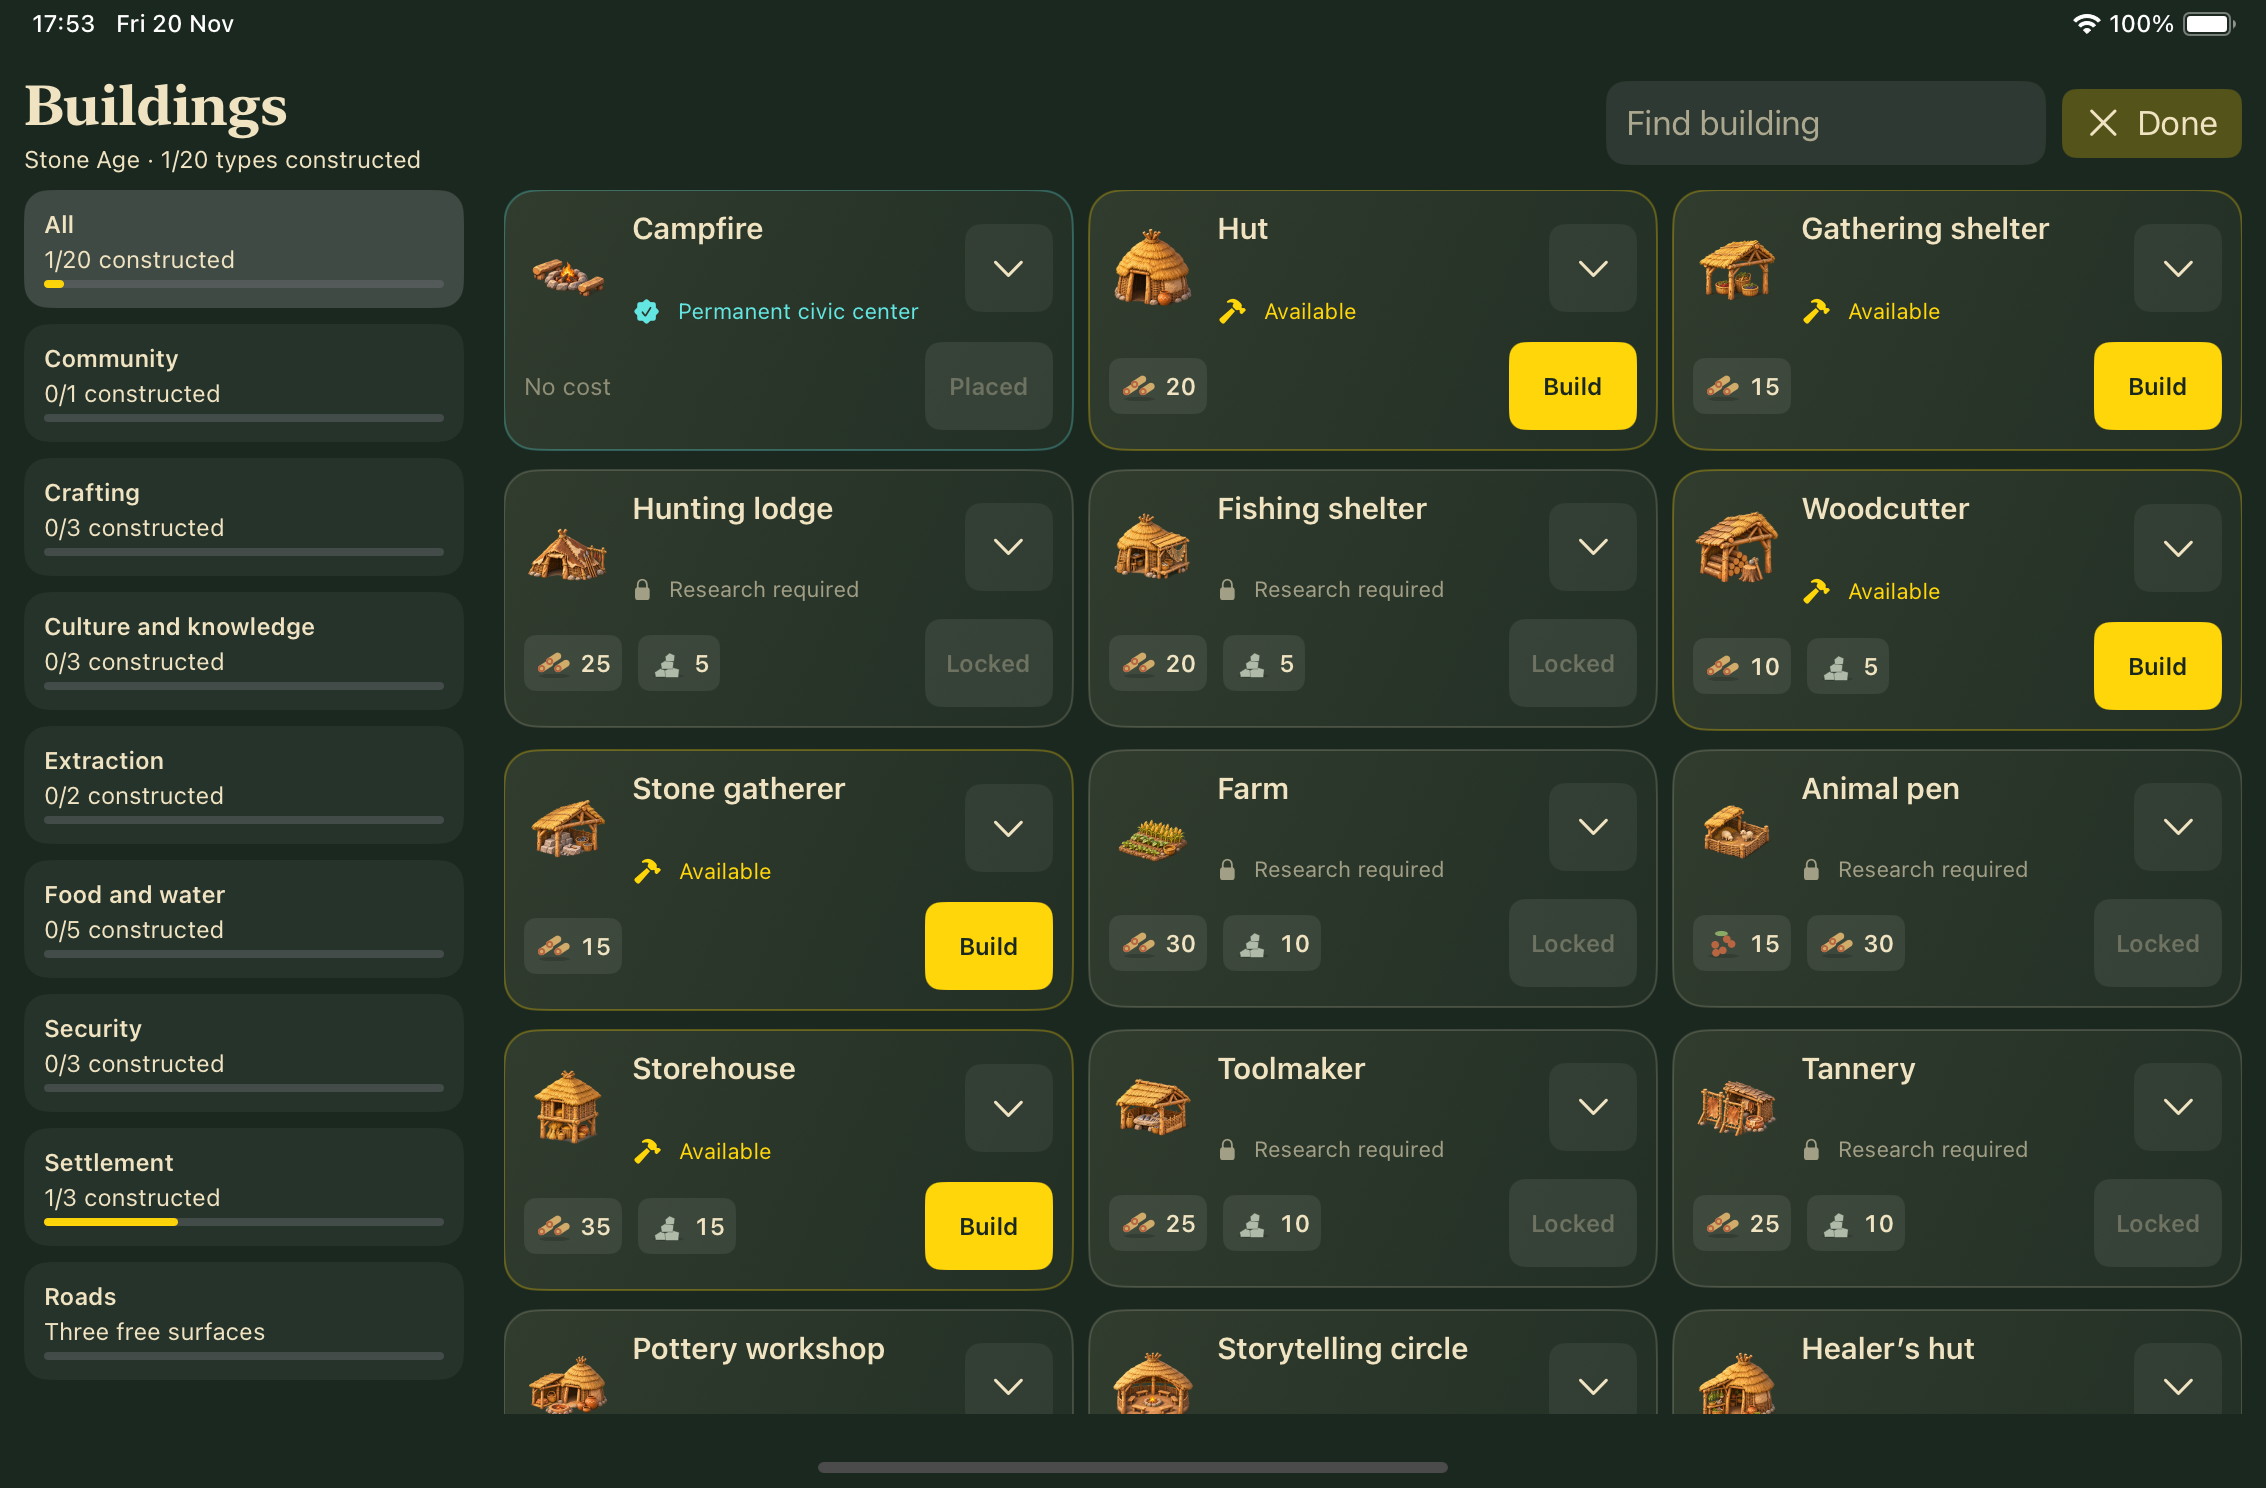 17:53 Fri 20 Nov
100%
Buildings
Stone Age · 1/20 types constructed
Find building
Done
All
1/20 constructed
Community
0/1 constructed
Crafting
0/3 constructed
Culture and knowledge
0/3 constructed
Extraction
0/2 constructed
Food and water
0/5 constructed
Security
0/3 constructed
Settlement
1/3 constructed
Roads
Three free surfaces
Campfire
Permanent civic center
No cost
Placed
Hut
Available
20
Build
Gathering shelter
Available
15
Build
Hunting lodge
Research required
25 5
Locked
Fishing shelter
Research required
20 5
Locked
Woodcutter
Available
10 5
Build
Stone gatherer
Available
15
Build
Farm
Research required
30 10
Locked
Animal pen
Research required
15 30
Locked
Storehouse
Available
35 15
Build
Toolmaker
Research required
25 10
Locked
Tannery
Research required
25 10
Locked
Pottery workshop
Storytelling circle
Healer’s hut